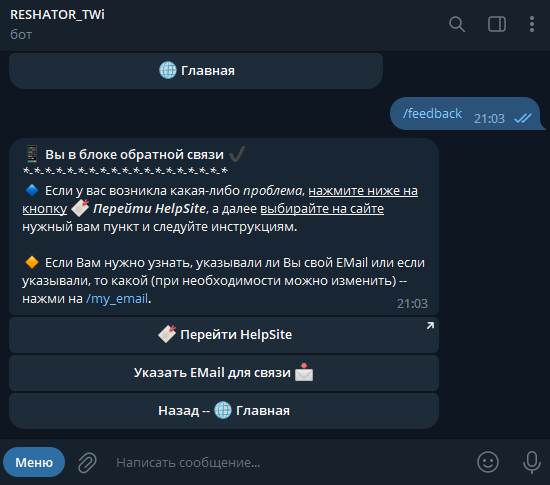 RESHATOR_TWi
бот
🌐 Главная
/feedback 21:03
📱 Вы в блоке обратной связи ✔️
*-*-*-*-*-*-*-*-*-*-*-*-*-*-*-*-*-*-*
🔹 Если у вас возникла какая-либо проблема, нажмите ниже на
кнопку Перейти HelpSite, а далее выбирайте на сайте
нужный вам пункт и следуйте инструкциям.
🔸 Если Вам нужно узнать, указывали ли Вы свой EMail или если
указывали, то какой (при необходимости можно изменить) --
нажми на /my_email.
21:03
Перейти HelpSite
Указать EMail для связи 📩
Назад -- 🌐 Главная
Меню
Написать сообщение...